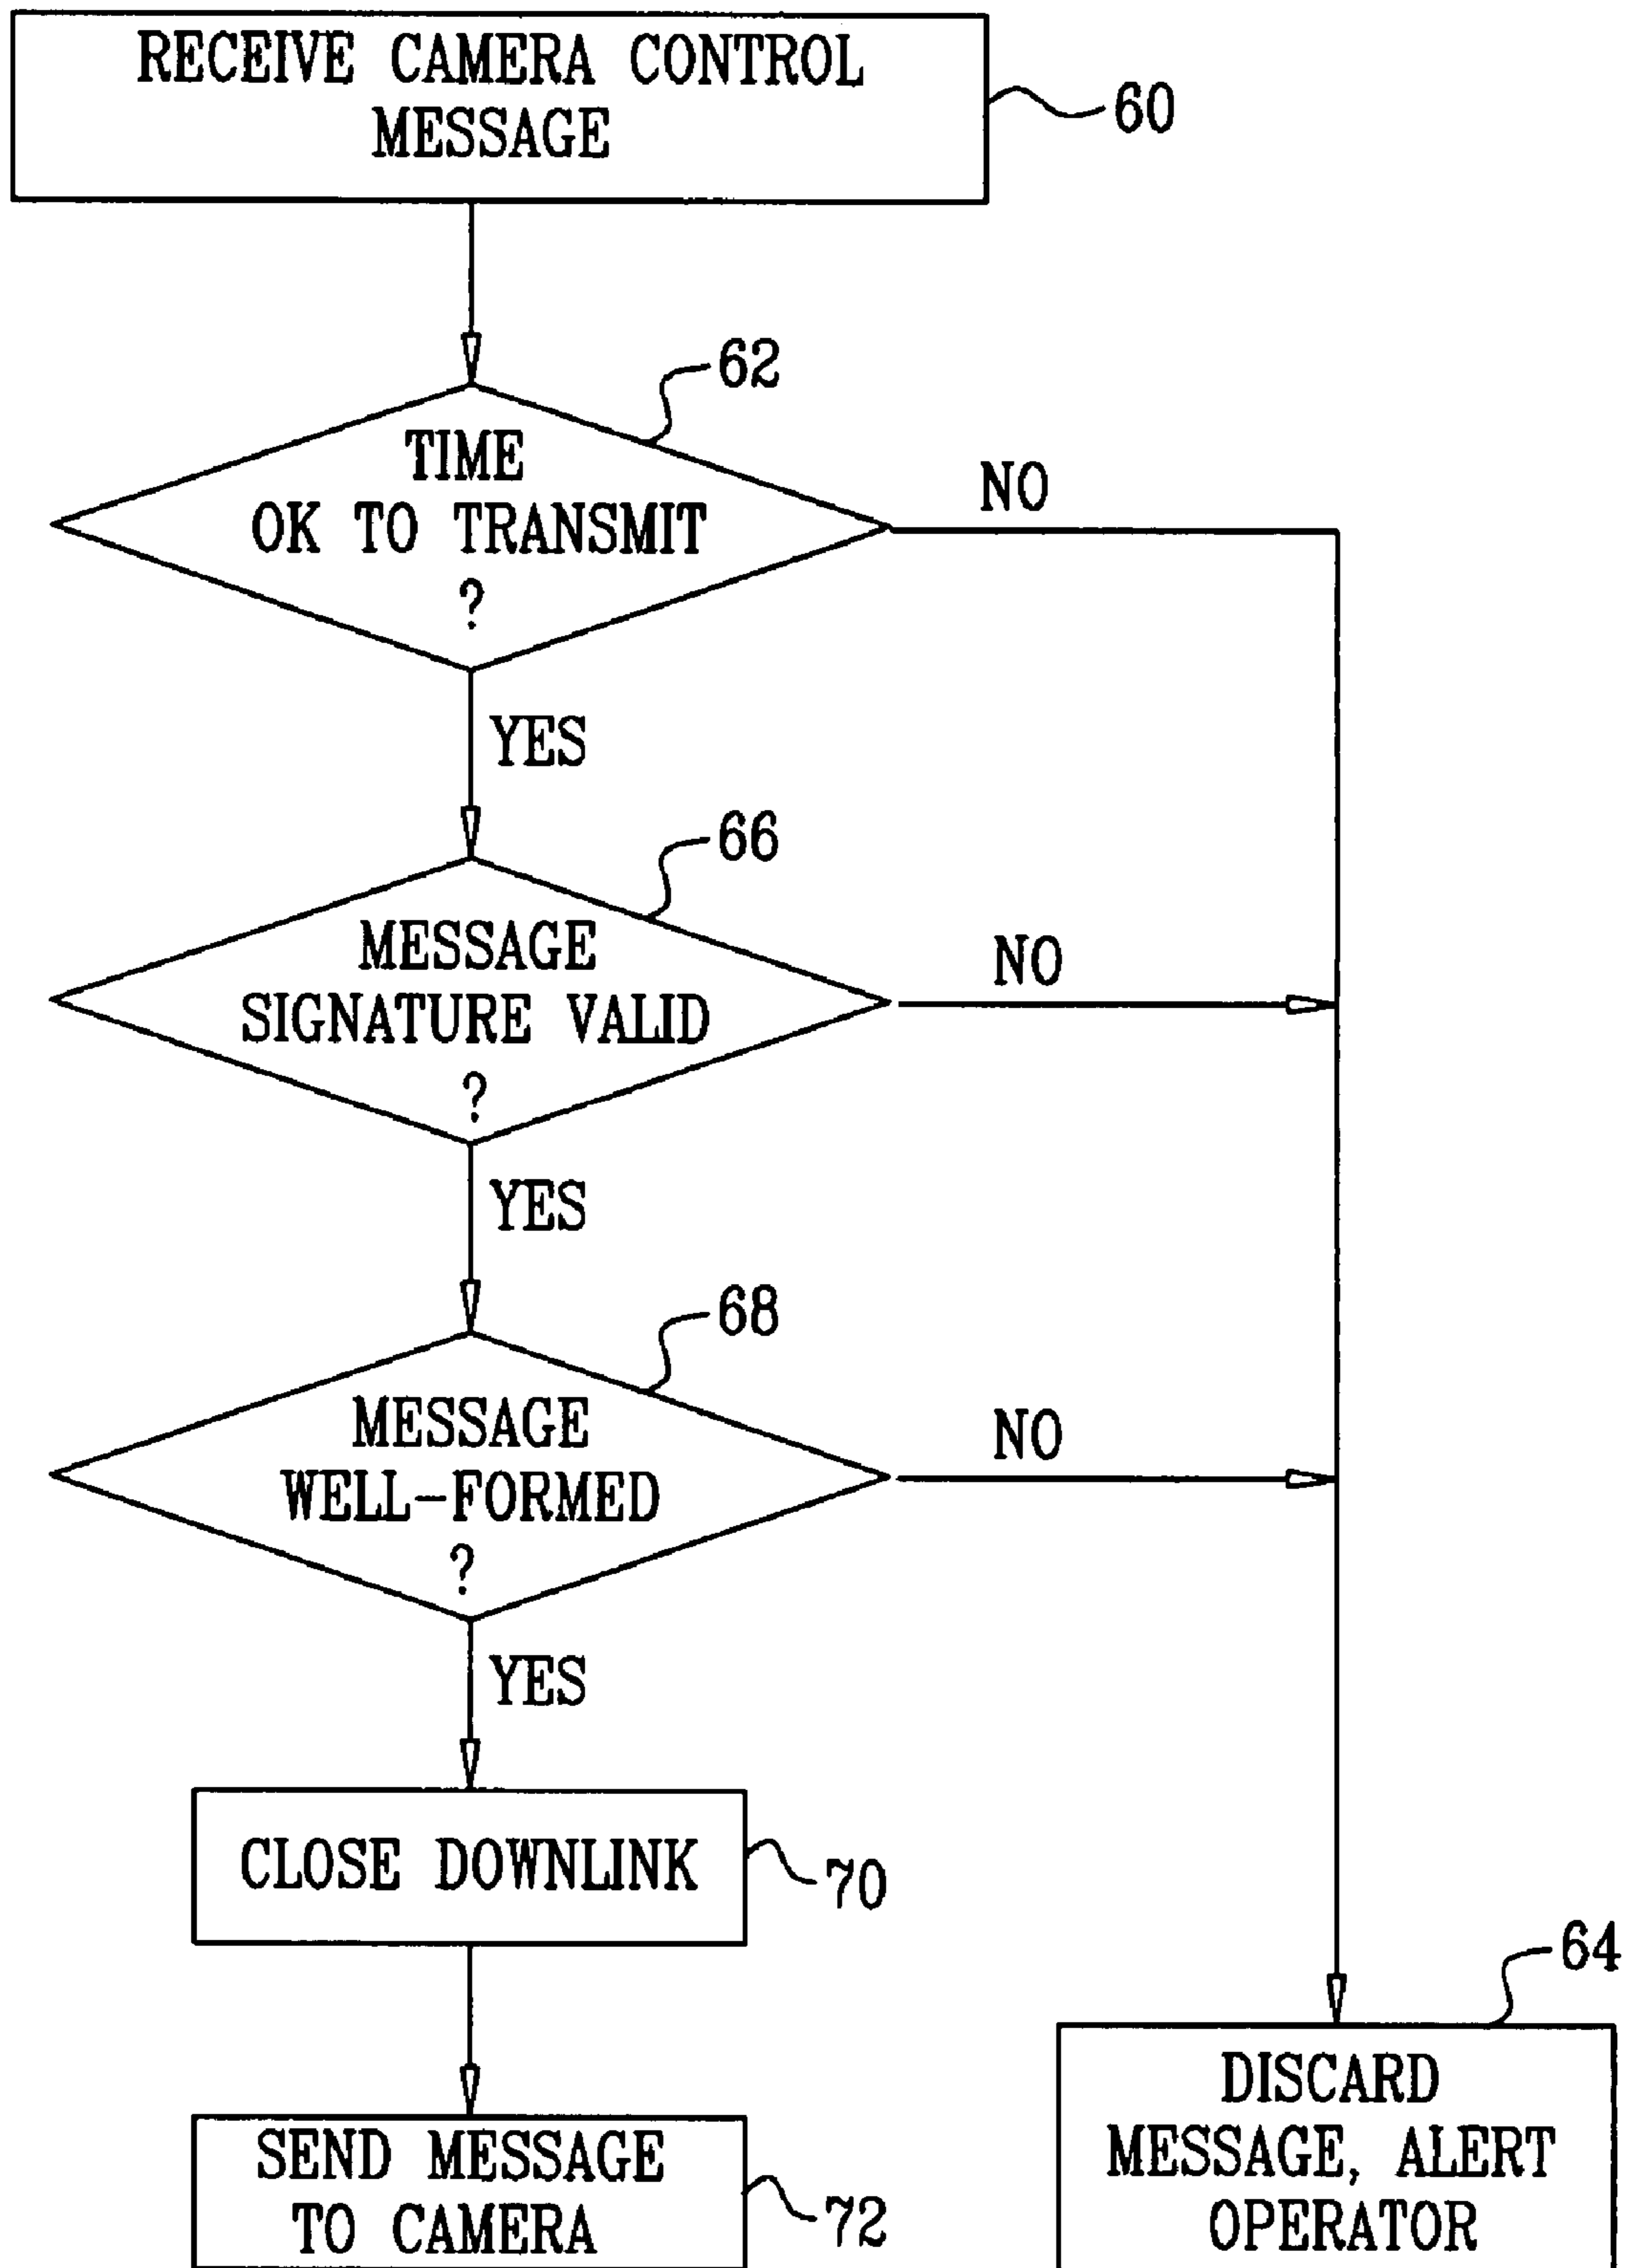 RECEIVE CAMERA CONTROL
MESSAGE
60
62
TIME
OK TO TRANSMIT
?
NO
YES
66
MESSAGE
SIGNATURE VALID
?
NO
YES
68
MESSAGE
WELL-FORMED
?
NO
YES
CLOSE DOWNLINK
70
64
DISCARD
MESSAGE, ALERT
OPERATOR
SEND MESSAGE
TO CAMERA
72